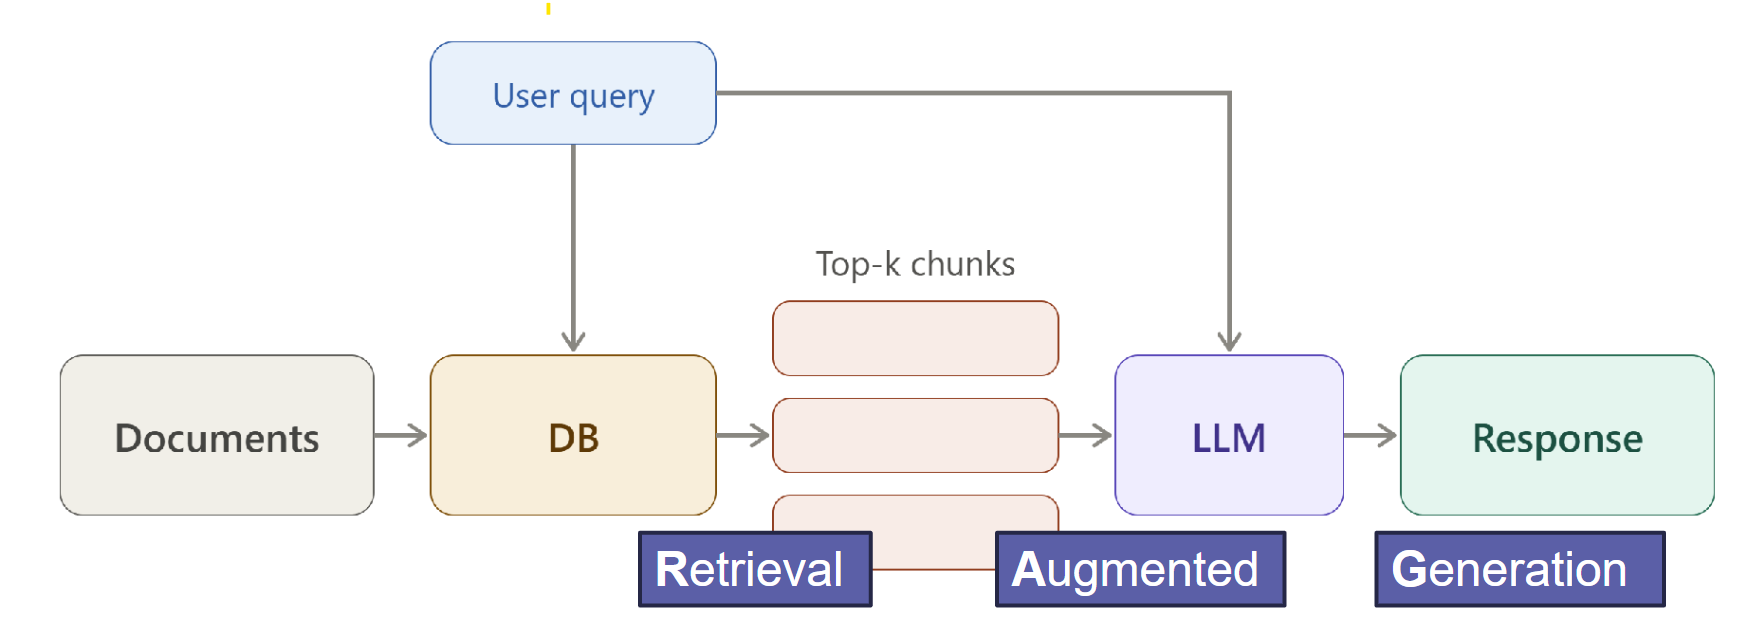 User query
Top-k chunks
Documents
DB
LLM
Response
Retrieval
Augmented
Generation